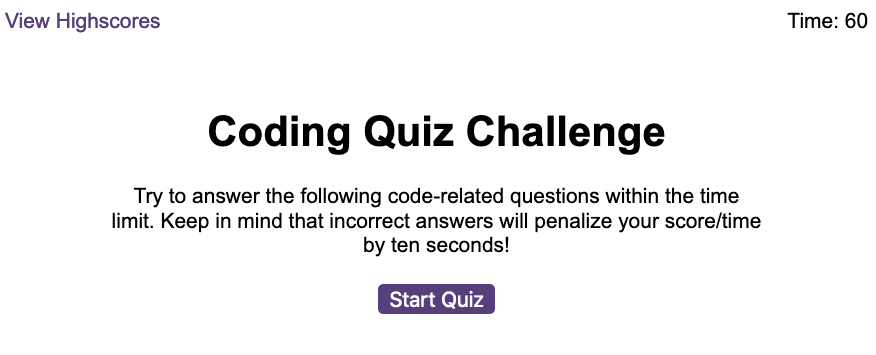 View Highscores
Time: 60
Coding Quiz Challenge
Try to answer the following code-related questions within the time
limit. Keep in mind that incorrect answers will penalize your score/time
by ten seconds!
Start Quiz